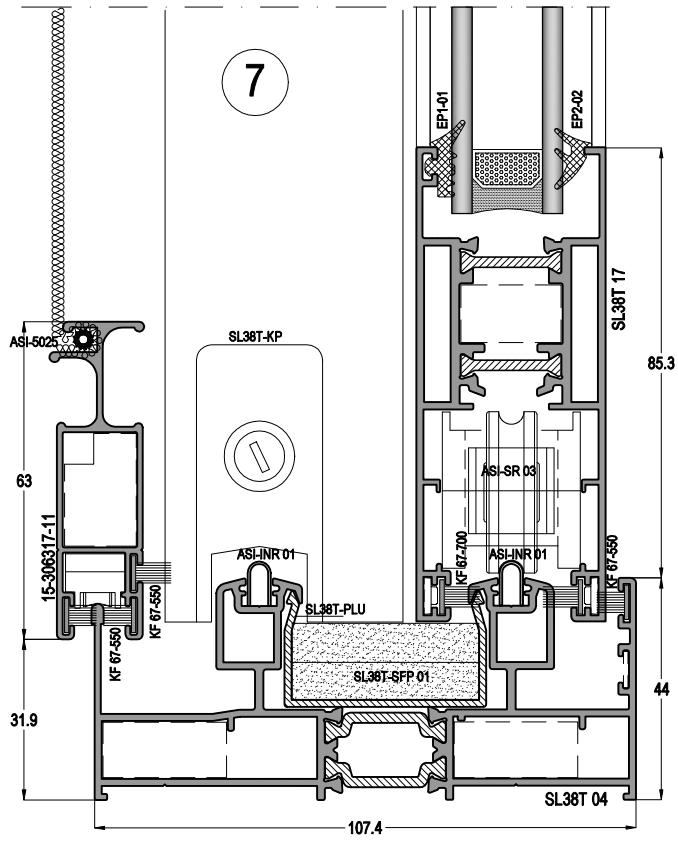 7
EP1-01
EP2-02
SL38T 17
ASI-5025
SL38T-KP
85.3
63
ASI-SR 03
15-306317-11
ASI-INR 01
KF 67-700
ASI-INR 01
KF 67-550
KF 67-550
KF 67-550
SL38T-PLU
SL38T-SFP 01
44
31.9
SL38T 04
107.4